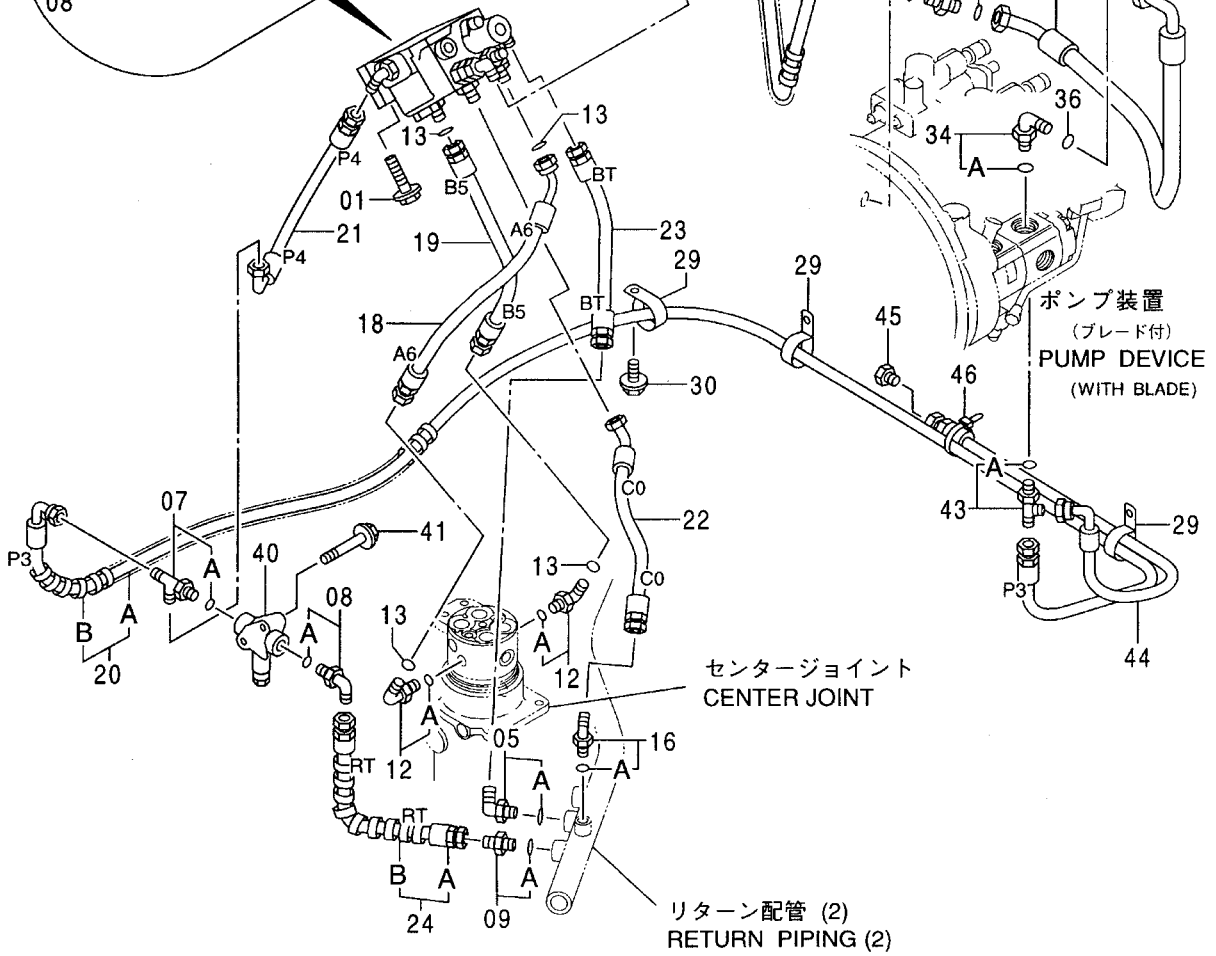 08
13
36
34
A
13
P4
01
B5
BT
21
19
A6
23
29
29
P4
BT
ポンプ装置
(ブレード付)
PUMP DEVICE
(WITH BLADE)
18
B5
45
A6
30
46
A
C0
07
43
22
29
41
P3
A
40
13
C0
P3
08
B
A
A
13
A
20
12
44
センタージョイント
CENTER JOINT
A
05
16
RT
12
A
A
RT
B
A
A
24
09
リターン配管 (2)
RETURN PIPING (2)